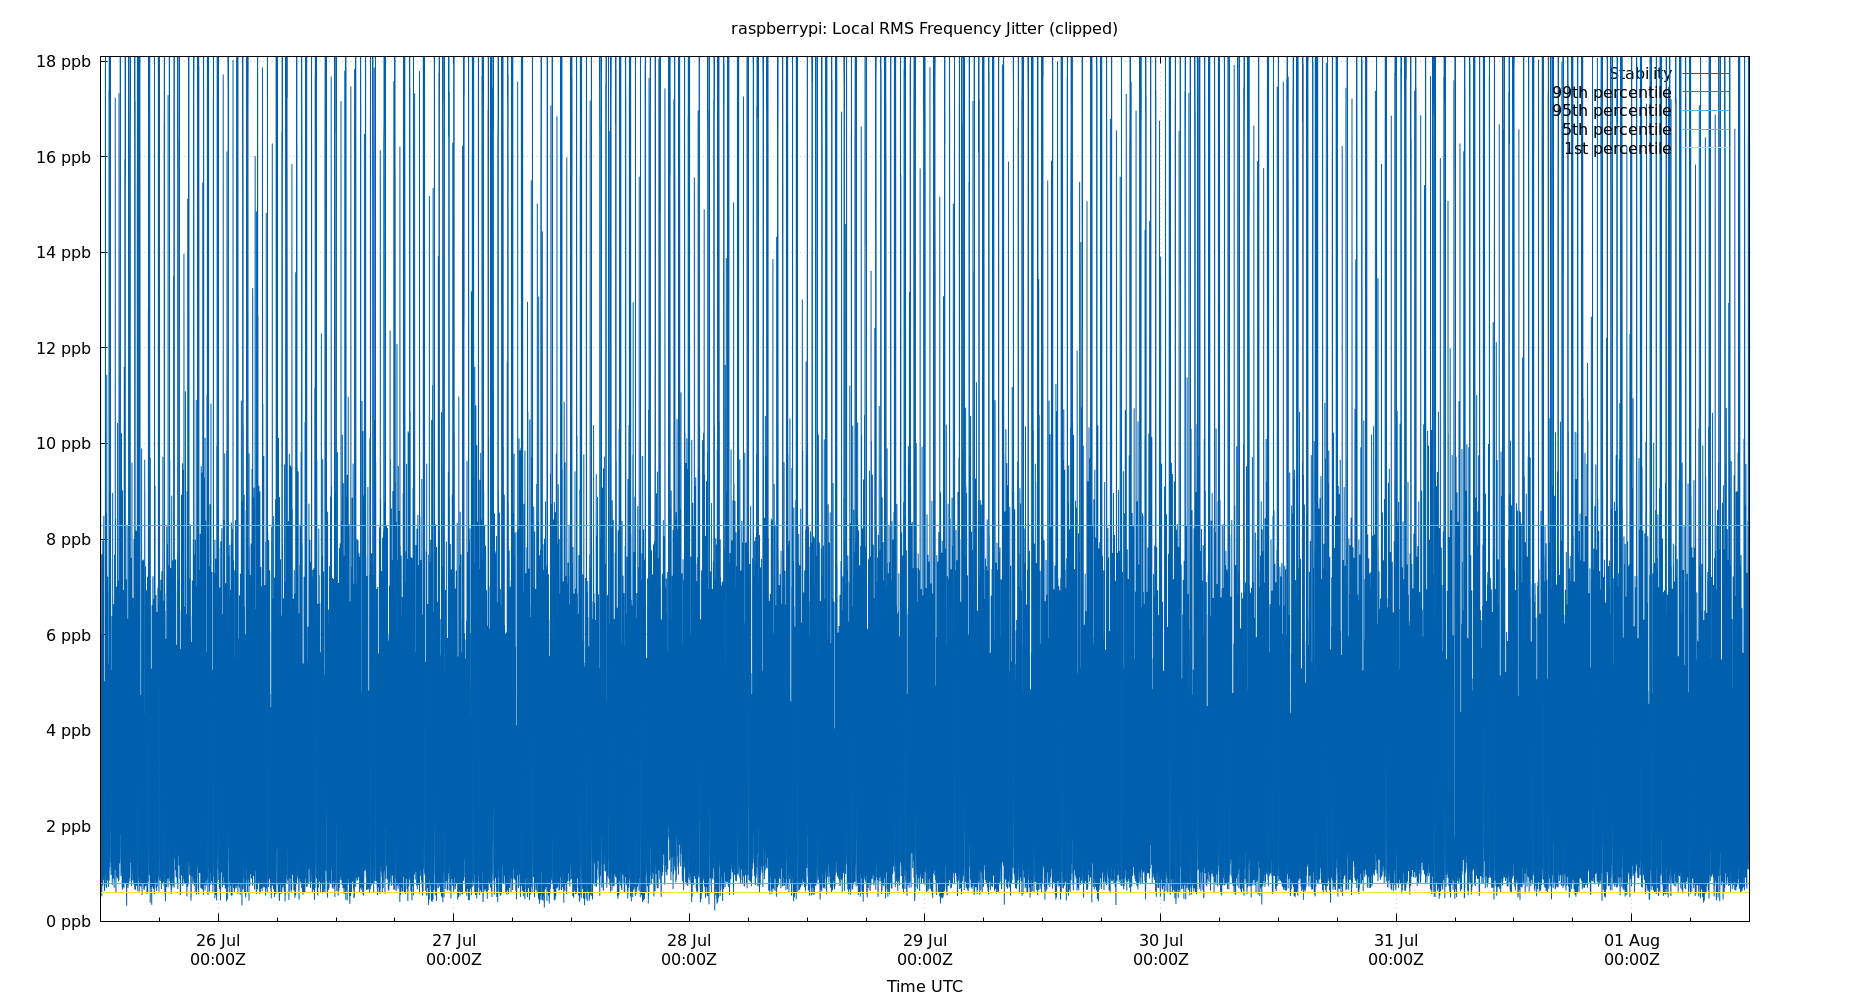 raspberrypi: Local RMS Frequency Jitter (clipped)
18 ppb
16 ppb
14 ppb
12 ppb
10 ppb
8 ppb
6 ppb
4 ppb
2 ppb
0 ppb
Stability
99th percentile
95th percentile
5th percentile
1st percentile
26 Jul 27 Jul 28 Jul 29 Jul 30 Jul 31 Jul 01 Aug
00:00Z 00:00Z 00:00Z 00:00Z 00:00Z 00:00Z 00:00Z
Time UTC